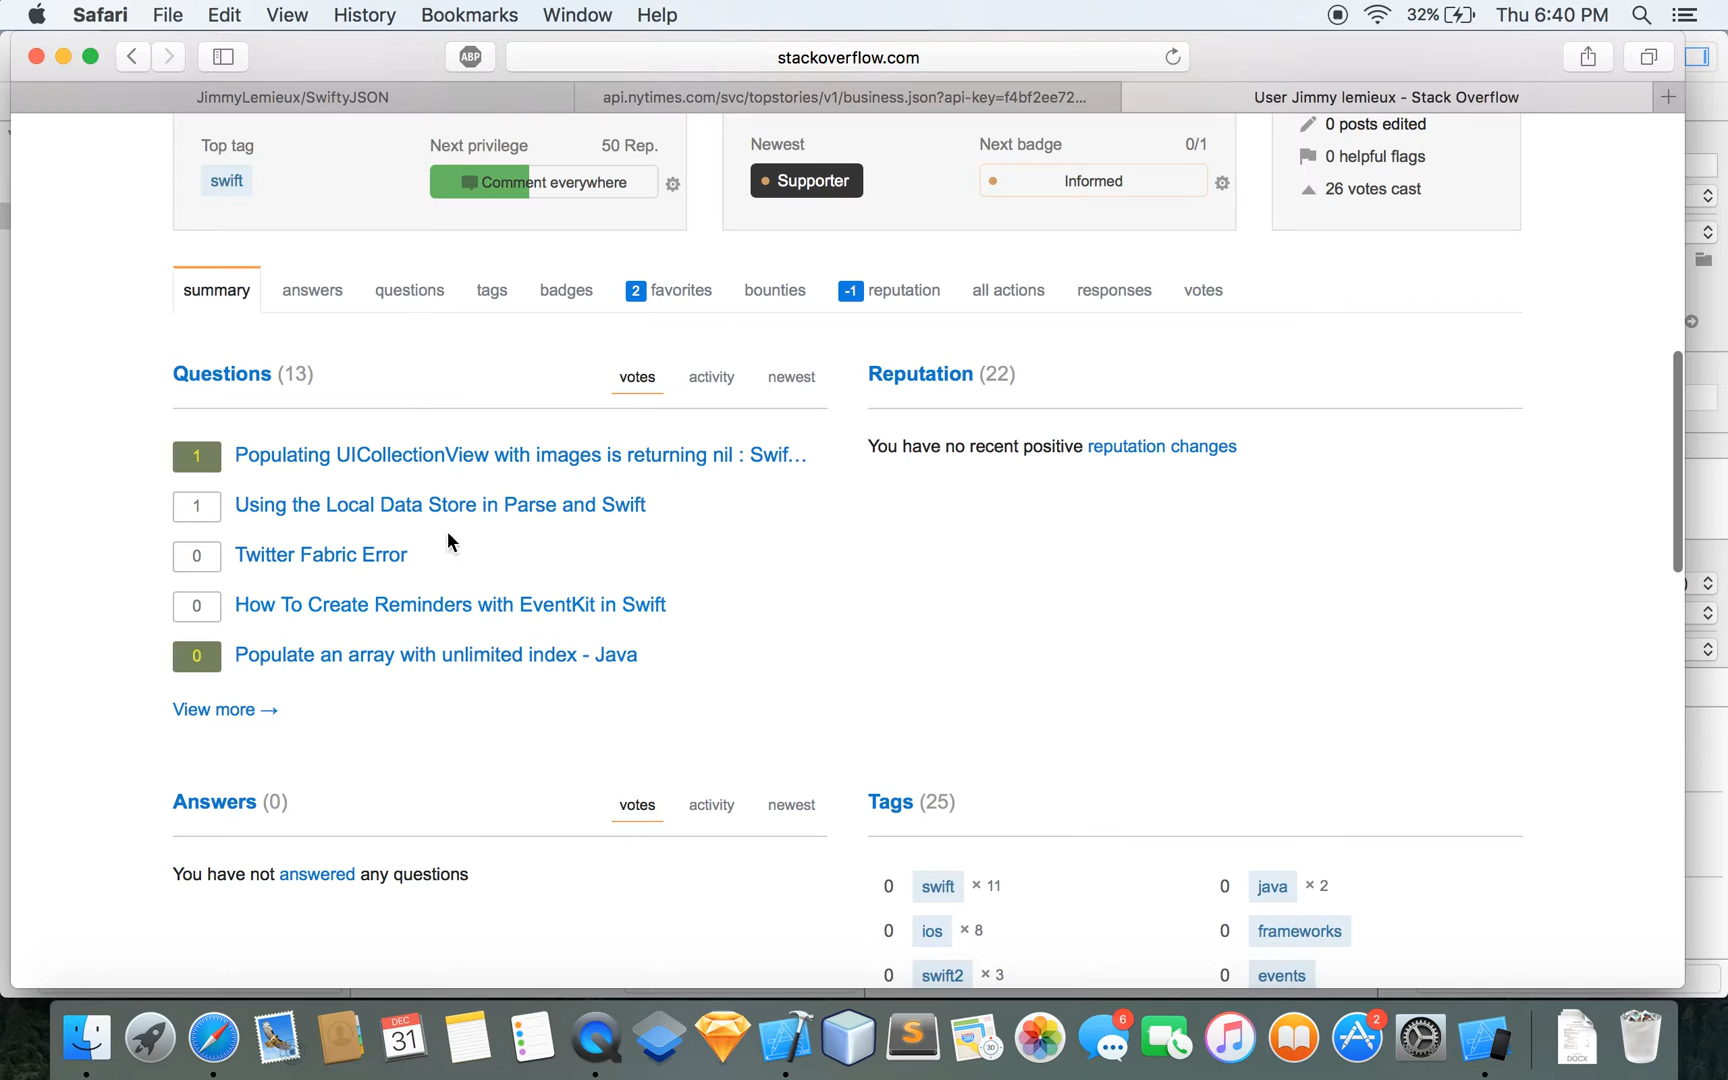 Safari File Edit View History Bookmarks Window Help 32% Thu 6:40 PM
ABP stackoverflow.com
JimmyLemieux/SwiftyJSON api.nytimes.com/svc/topstories/v1/business.json?api-key=f4bf2ee72... User Jimmy lemieux - Stack Overflow
0 posts edited
Top tag Next privilege 50 Rep. Newest Next badge 0/1
0 helpful flags
swift Comment everywhere Supporter Informed
26 votes cast
summary answers questions tags badges 2 favorites bounties -1 reputation all actions responses votes
Questions (13) votes activity newest Reputation (22)
You have no recent positive reputation changes
1 Populating UICollectionView with images is returning nil : Swif...
1 Using the Local Data Store in Parse and Swift
0 Twitter Fabric Error
0 How To Create Reminders with EventKit in Swift
0 Populate an array with unlimited index - Java
View more →
Answers (0) votes activity newest Tags (25)
You have not answered any questions
0 swift × 11 0 java × 2
0 ios × 8 0 frameworks
0 swift2 × 3 0 events
DEC
31
3D
6
2
DOCX